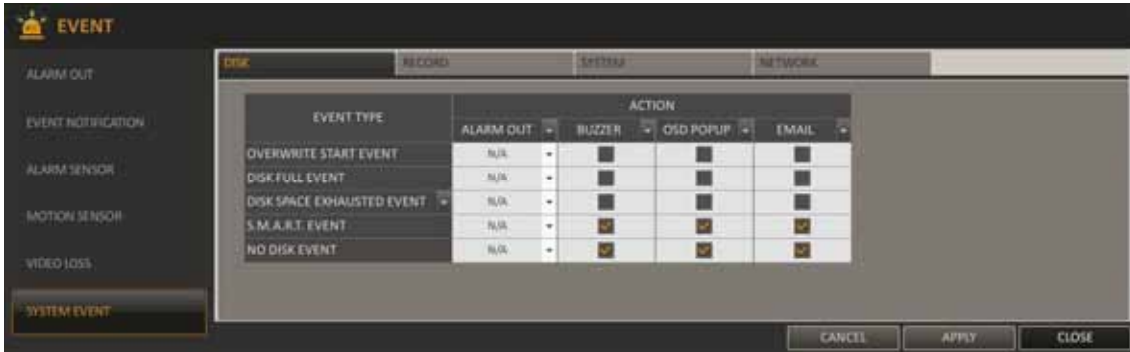 EVENT
ALARM OUT
EVENT NOTIFICATION
ALARM SENSOR
MOTION SENSOR
VIDEO LOSS
SYSTEM EVENT
DISK RECORD SYSTEM NETWORK
EVENT TYPE ACTION
ALARM OUT BUZZER OSD POPUP EMAIL
OVERWRITE START EVENT N/A
DISK FULL EVENT N/A
DISK SPACE EXHAUSTED EVENT N/A
S.M.A.R.T. EVENT N/A
NO DISK EVENT N/A
CANCEL APPLY CLOSE